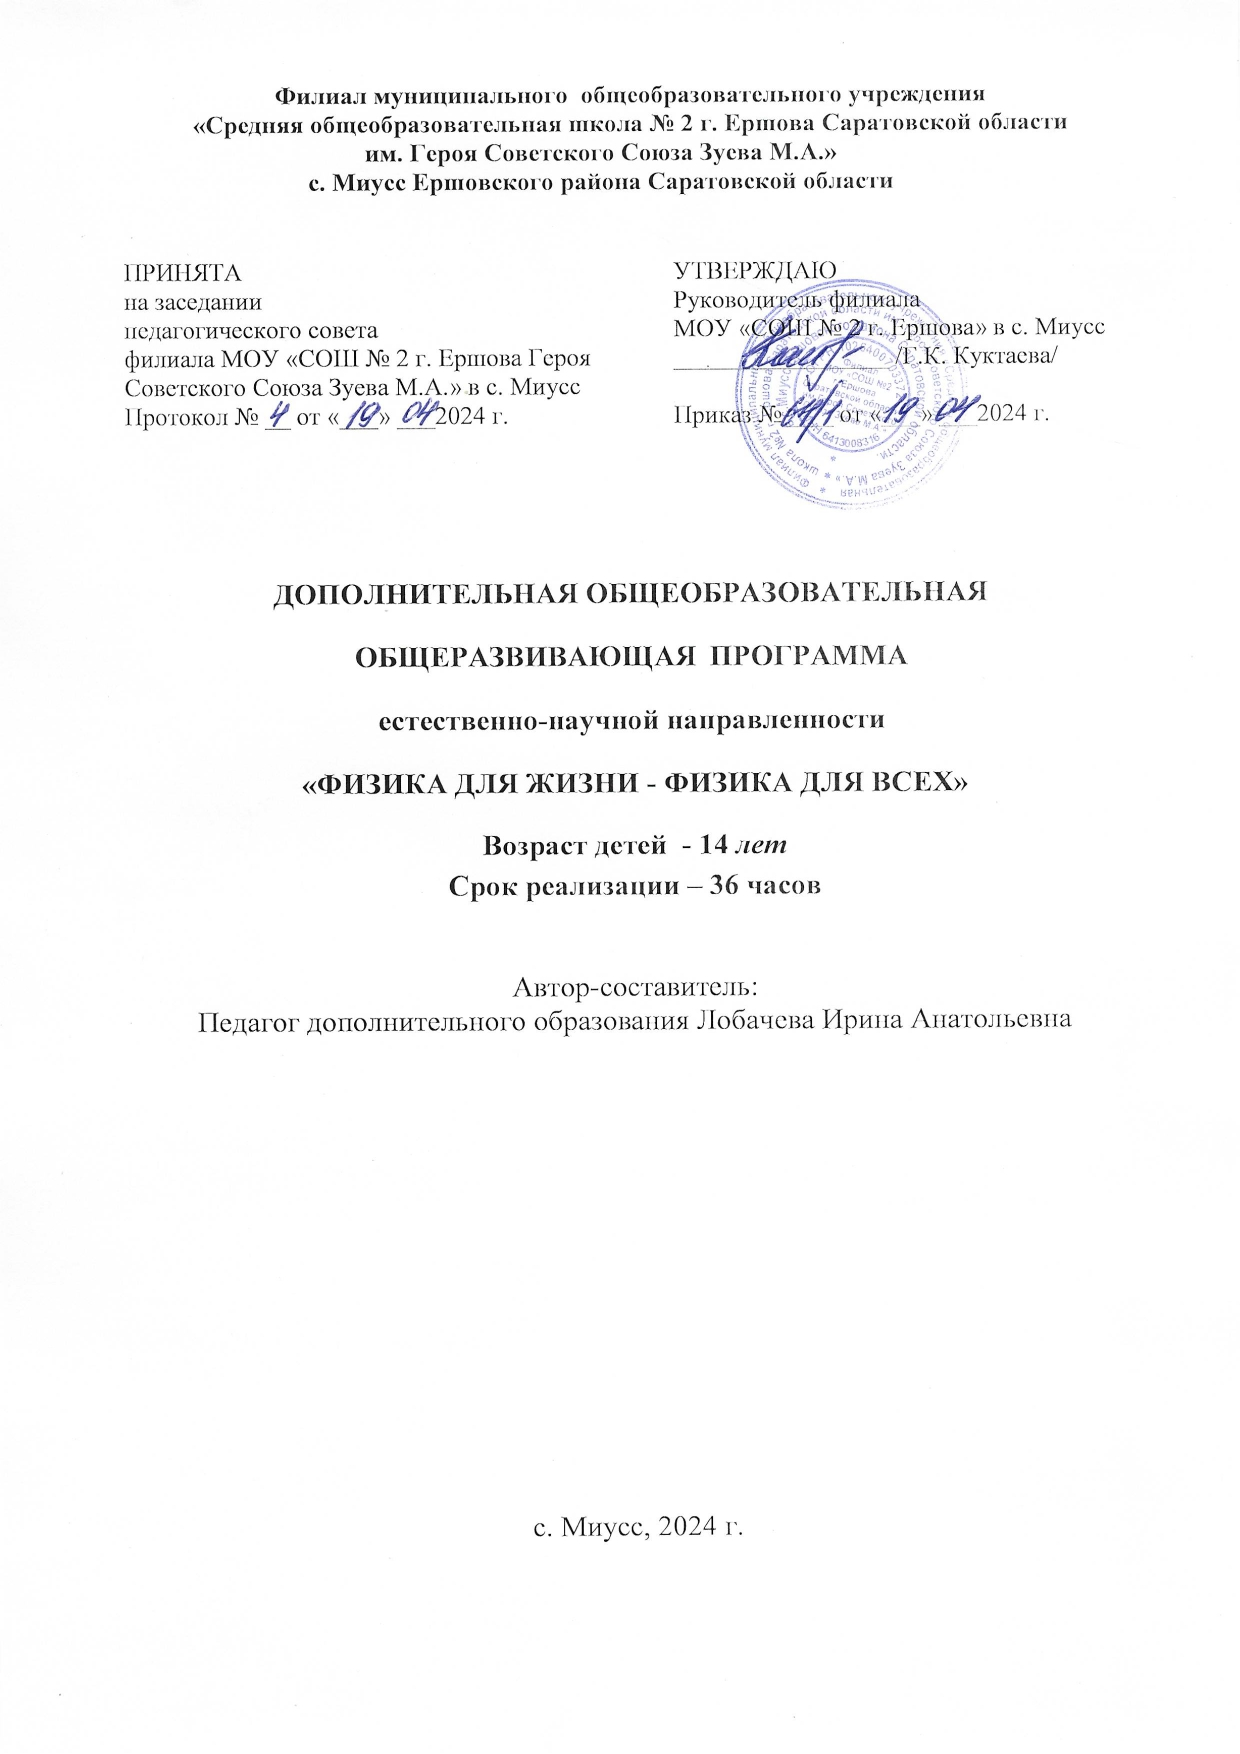 Филиал муниципального общеобразовательного учреждения
«Средняя общеобразовательная школа № 2 г. Ершова Саратовской области
им. Героя Советского Союза Зуева М.А.»
с. Миусс Ершовского района Саратовской области
ПРИНЯТА
на заседании
педагогического совета
филиала МОУ «СОШ № 2 г. Ершова Героя
Советского Союза Зуева М.А.» в с. Миусс
Протокол № 4 от «19» 04 2024 г.
УТВЕРЖДАЮ
Руководитель филиала
МОУ «СОШ № 2 г. Ершова» в с. Миусс
/Г.К. Куктаева/
Приказ № от «19» 04 2024 г.
ДОПОЛНИТЕЛЬНАЯ ОБЩЕОБРАЗОВАТЕЛЬНАЯ
ОБЩЕРАЗВИВАЮЩАЯ ПРОГРАММА
естественно-научной направленности
«ФИЗИКА ДЛЯ ЖИЗНИ - ФИЗИКА ДЛЯ ВСЕХ»
Возраст детей - 14 лет
Срок реализации – 36 часов
Автор-составитель:
Педагог дополнительного образования Лобачева Ирина Анатольевна
с. Миусс, 2024 г.